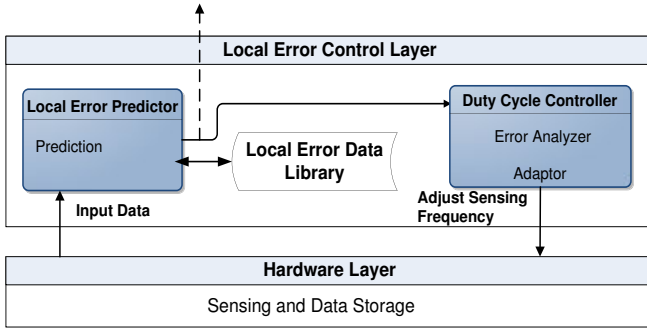 Local Error Control Layer
Local Error Predictor
Prediction
Local Error Data
Library
Duty Cycle Controller
Error Analyzer
Adaptor
Input Data
Adjust Sensing
Frequency
Hardware Layer
Sensing and Data Storage